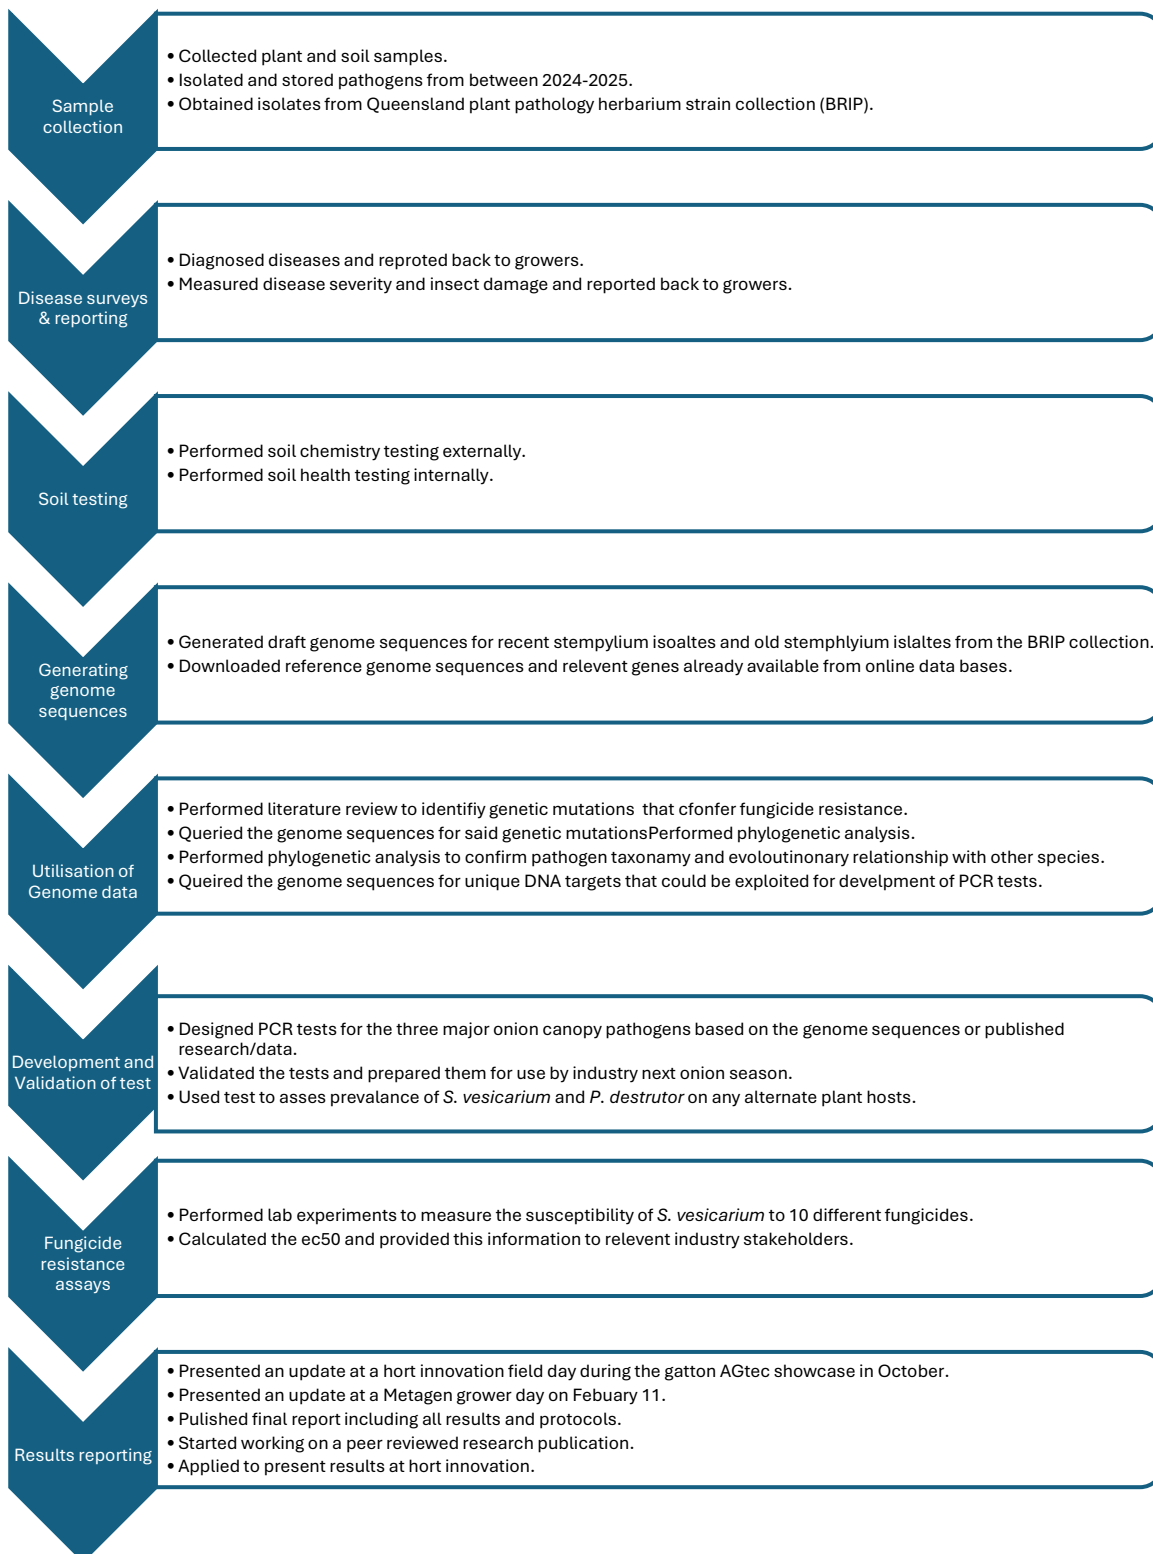 Sample
collection
• Collected plant and soil samples.
• Isolated and stored pathogens from between 2024-2025.
• Obtained isolates from Queensland plant pathology herbarium strain collection (BRIP).
Disease surveys
& reporting
• Diagnosed diseases and reproted back to growers.
• Measured disease severity and insect damage and reported back to growers.
Soil testing
• Performed soil chemistry testing externally.
• Performed soil health testing internally.
Generating
genome
sequences
• Generated draft genome sequences for recent stempylium isoaltes and old stemphlyium islaltes from the BRIP collection.
• Downloaded reference genome sequences and relevent genes already available from online data bases.
Utilisation of
Genome data
• Performed literature review to identifiy genetic mutations  that cfonfer fungicide resistance.
• Queried the genome sequences for said genetic mutationsPerformed phylogenetic analysis.
• Performed phylogenetic analysis to confirm pathogen taxonamy and evoloutinonary relationship with other species.
• Queired the genome sequences for unique DNA targets that could be exploited for develpment of PCR tests.
Development and
Validation of test
• Designed PCR tests for the three major onion canopy pathogens based on the genome sequences or published
research/data.
• Validated the tests and prepared them for use by industry next onion season.
• Used test to asses prevalance of S. vesicarium and P. destrutor on any alternate plant hosts.
Fungicide
resistance
assays
• Performed lab experiments to measure the susceptibility of S. vesicarium to 10 different fungicides.
• Calculated the ec50 and provided this information to relevent industry stakeholders.
Results reporting
• Presented an update at a hort innovation field day during the gatton AGtec showcase in October.
• Presented an update at a Metagen grower day on Febuary 11.
• Pulished final report including all results and protocols.
• Started working on a peer reviewed research publication.
• Applied to present results at hort innovation.